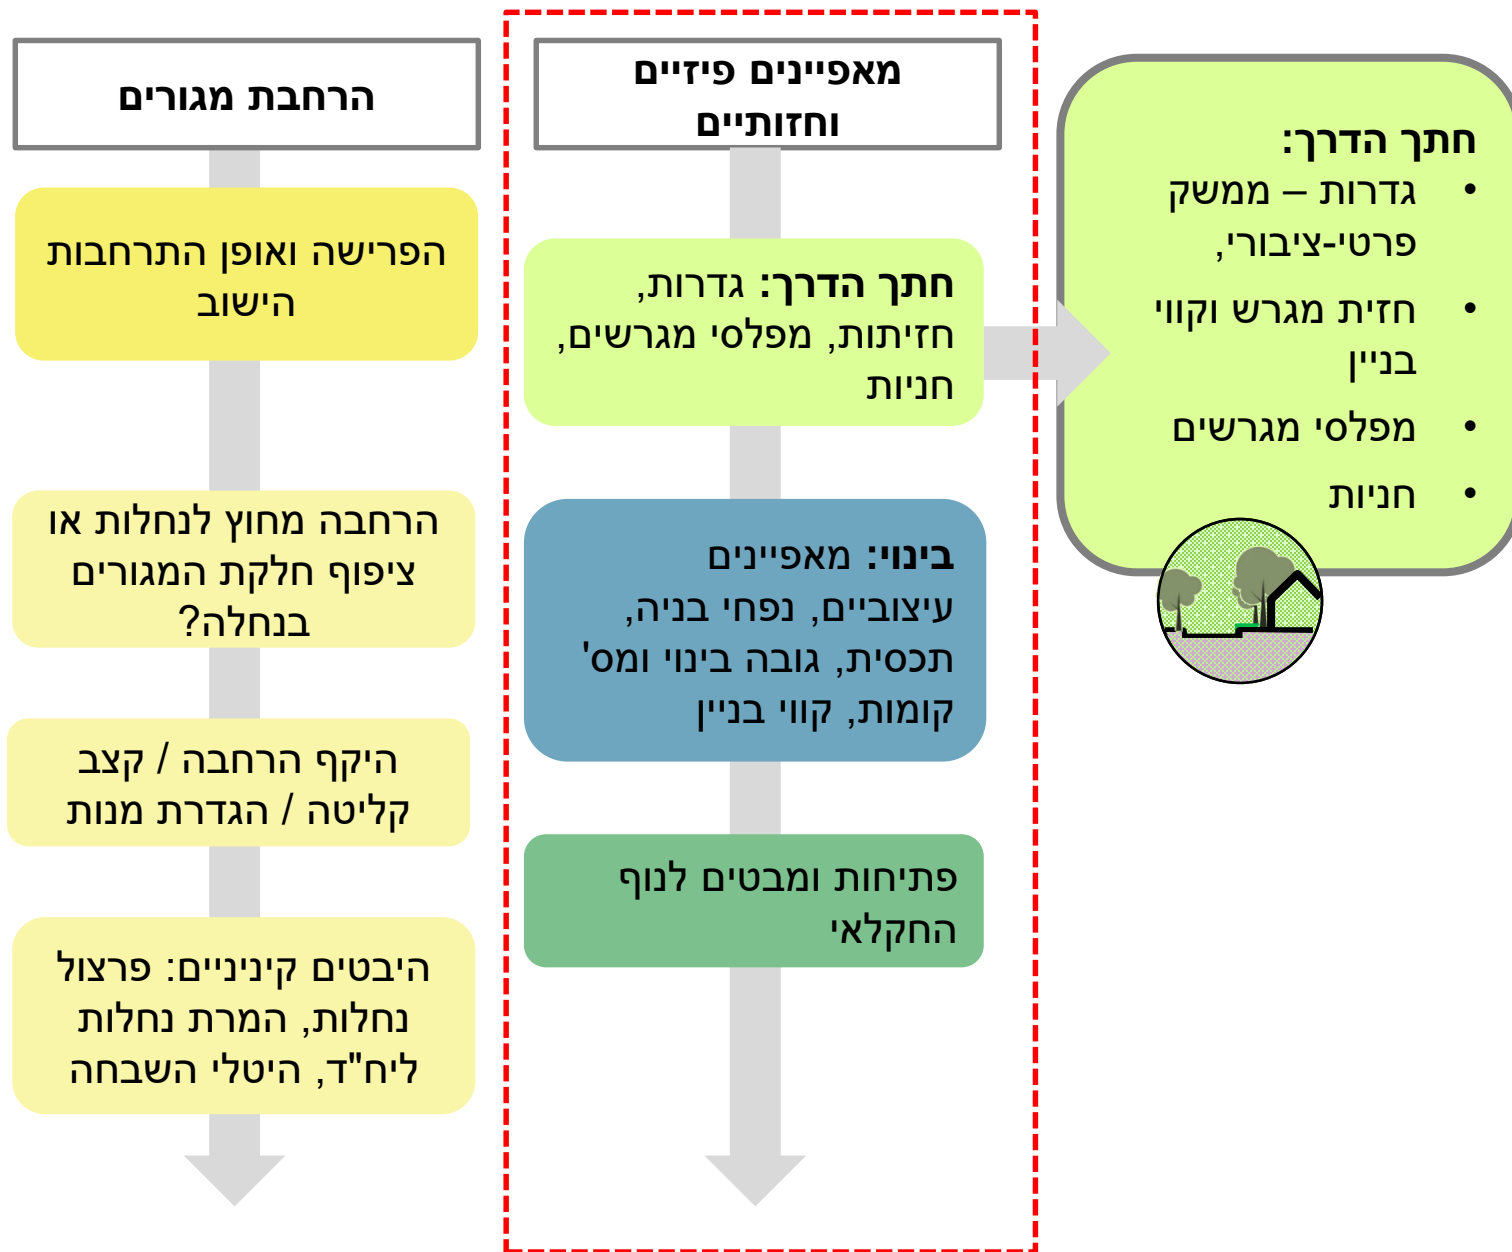 חתך הדרך:
• גדרות – ממשק
פרטי-ציבורי,
• חזית מגרש וקווי
בניין
• מפלסי מגרשים
• חניות
מאפיינים פיזיים
וחזותיים
חתך הדרך: גדרות,
חזיתות, מפלסי מגרשים,
חניות
בינוי: מאפיינים
עיצוביים, נפחי בניה,
תכסית, גובה בינוי ומס'
קומות, קווי בניין
פתיחות ומבטים לנוף
החקלאי
הרחבת מגורים
הפרישה ואופן התרחבות
הישוב
הרחבה מחוץ לנחלות או
ציפוף חלקת המגורים
בנחלה?
היקף הרחבה / קצב
קליטה / הגדרת מנות
היבטים קיניניים: פרצול
נחלות, המרת נחלות
ליח"ד, היטלי השבחה